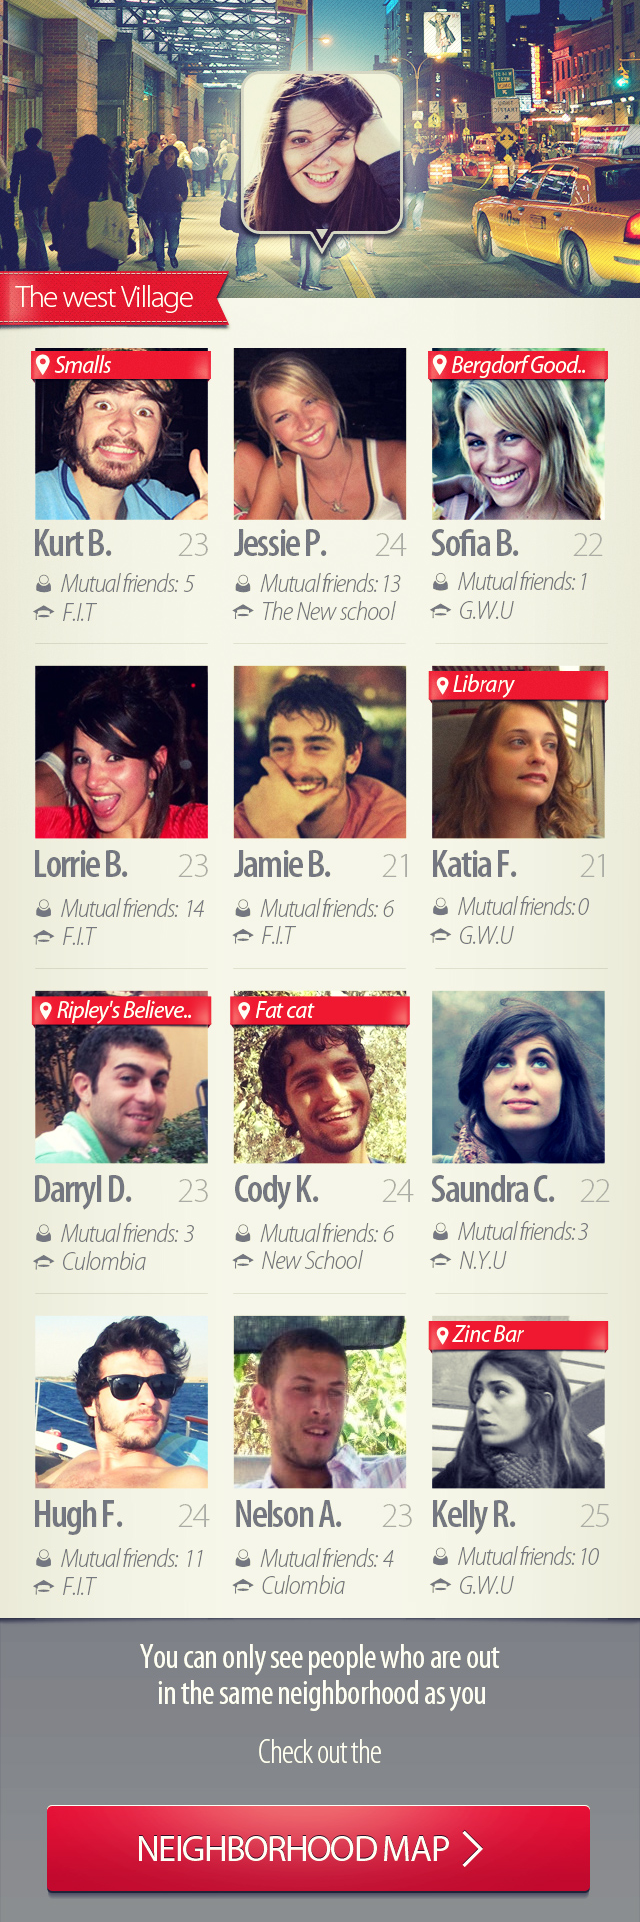 The west Village
Smalls
Bergdorf Good..
Kurt B. 23
Jessie P. 24
Sofia B. 22
Mutual friends: 5
Mutual friends: 13
Mutual friends: 1
F.I.T
The New school
G.W.U
Library
Lorrie B. 23
Jamie B. 21
Katia F. 21
Mutual friends: 14
Mutual friends: 6
Mutual friends: 0
F.I.T
F.I.T
G.W.U
Ripley's Believe..
Fat cat
Darryl D. 23
Cody K. 24
Saundra C. 22
Mutual friends: 3
Mutual friends: 6
Mutual friends: 3
Culombia
New School
N.Y.U
Zinc Bar
Hugh F. 24
Nelson A. 23
Kelly R. 25
Mutual friends: 11
Mutual friends: 4
Mutual friends: 10
F.I.T
Culombia
G.W.U
You can only see people who are out
in the same neighborhood as you
Check out the
NEIGHBORHOOD MAP